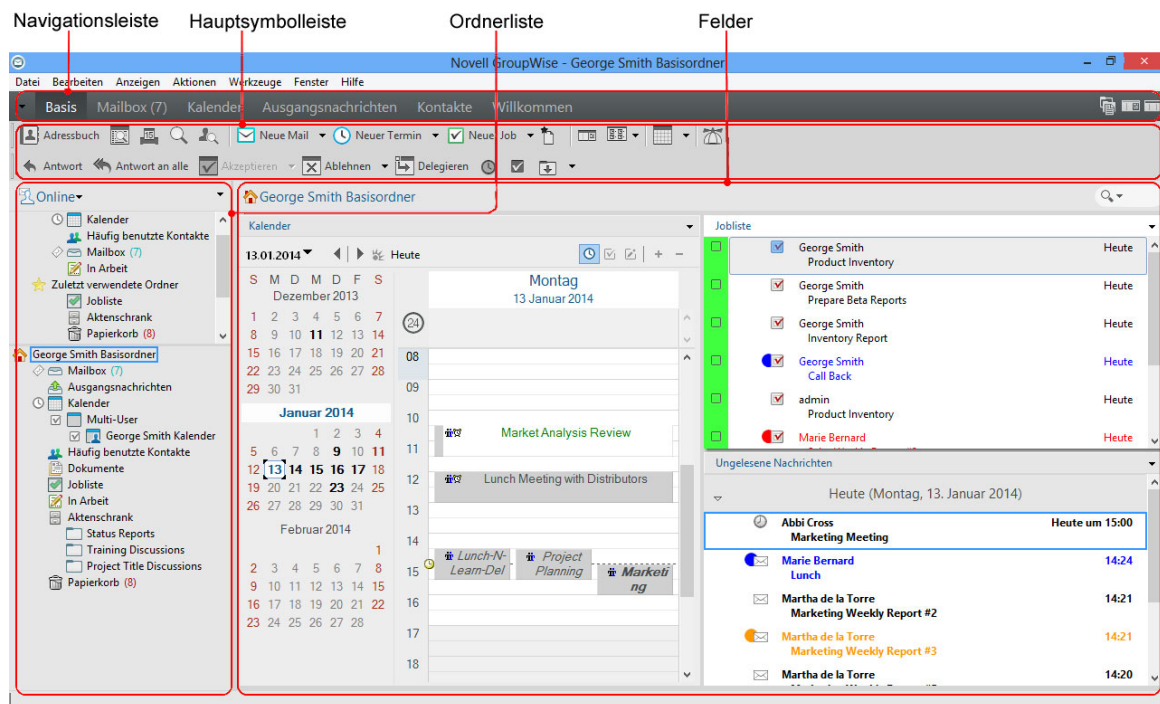 Navigationsleiste Hauptsymbolleiste Ordnerliste Felder
Novell GroupWise - George Smith Basisordner
Datei Bearbeiten Anzeigen Aktionen Werkzeuge Fenster Hilfe
Basis Mailbox (7) Kalender Ausgangsnachrichten Kontakte Willkommen
Adressbuch Neue Mail Neuer Termin Neuer Job
Antwort Antwort an alle Akzeptieren Ablehnen Delegieren
Online
Kalender
Häufig benutzte Kontakte
Mailbox (7)
In Arbeit
Zuletzt verwendete Ordner
Jobliste
Aktenschrank
Papierkorb (8)
George Smith Basisordner
Mailbox (7)
Ausgangsnachrichten
Kalender
Multi-User
George Smith Kalender
Häufig benutzte Kontakte
Dokumente
Jobliste
In Arbeit
Aktenschrank
Status Reports
Training Discussions
Project Title Discussions
Papierkorb (8)
George Smith Basisordner
Kalender
13.01.2014 Heute
S M D M D F S
Dezember 2013
1 2 3 4 5 6 7
8 9 10 11 12 13 14
15 16 17 18 19 20 21
22 23 24 25 26 27 28
29 30 31
Januar 2014
1 2 3 4
5 6 7 8 9 10 11
12 13 14 15 16 17 18
19 20 21 22 23 24 25
26 27 28 29 30 31
Februar 2014
1
2 3 4 5 6 7 8
9 10 11 12 13 14 15
16 17 18 19 20 21 22
23 24 25 26 27 28
Montag
13 Januar 2014
24
08
09
10
Market Analysis Review
11
12 Lunch Meeting with Distributors
13
14
Lunch-N-
Learn-Del
Project
Planning
Marketi
ng
15
16
17
18
Jobliste
George Smith Heute
Product Inventory
George Smith Heute
Prepare Beta Reports
George Smith Heute
Inventory Report
George Smith Heute
Call Back
admin Heute
Product Inventory
Marie Bernard Heute
Ungelesene Nachrichten
Heute (Montag, 13. Januar 2014)
Abbi Cross Heute um 15:00
Marketing Meeting
Marie Bernard 14:24
Lunch
Martha de la Torre 14:21
Marketing Weekly Report #2
Martha de la Torre 14:21
Marketing Weekly Report #3
Martha de la Torre 14:20